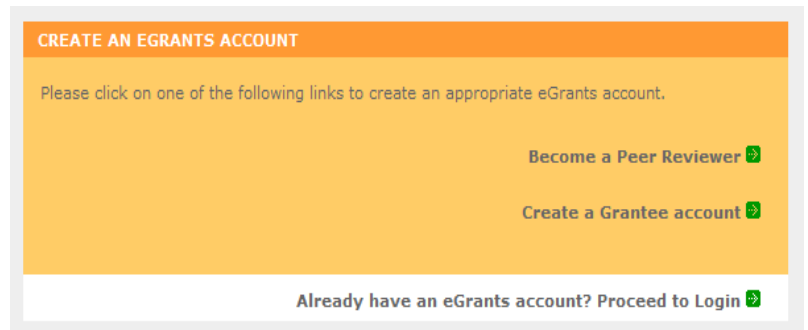 CREATE AN EGRANTS ACCOUNT
Please click on one of the following links to create an appropriate eGrants account.
Become a Peer Reviewer
Create a Grantee account
Already have an eGrants account? Proceed to Login